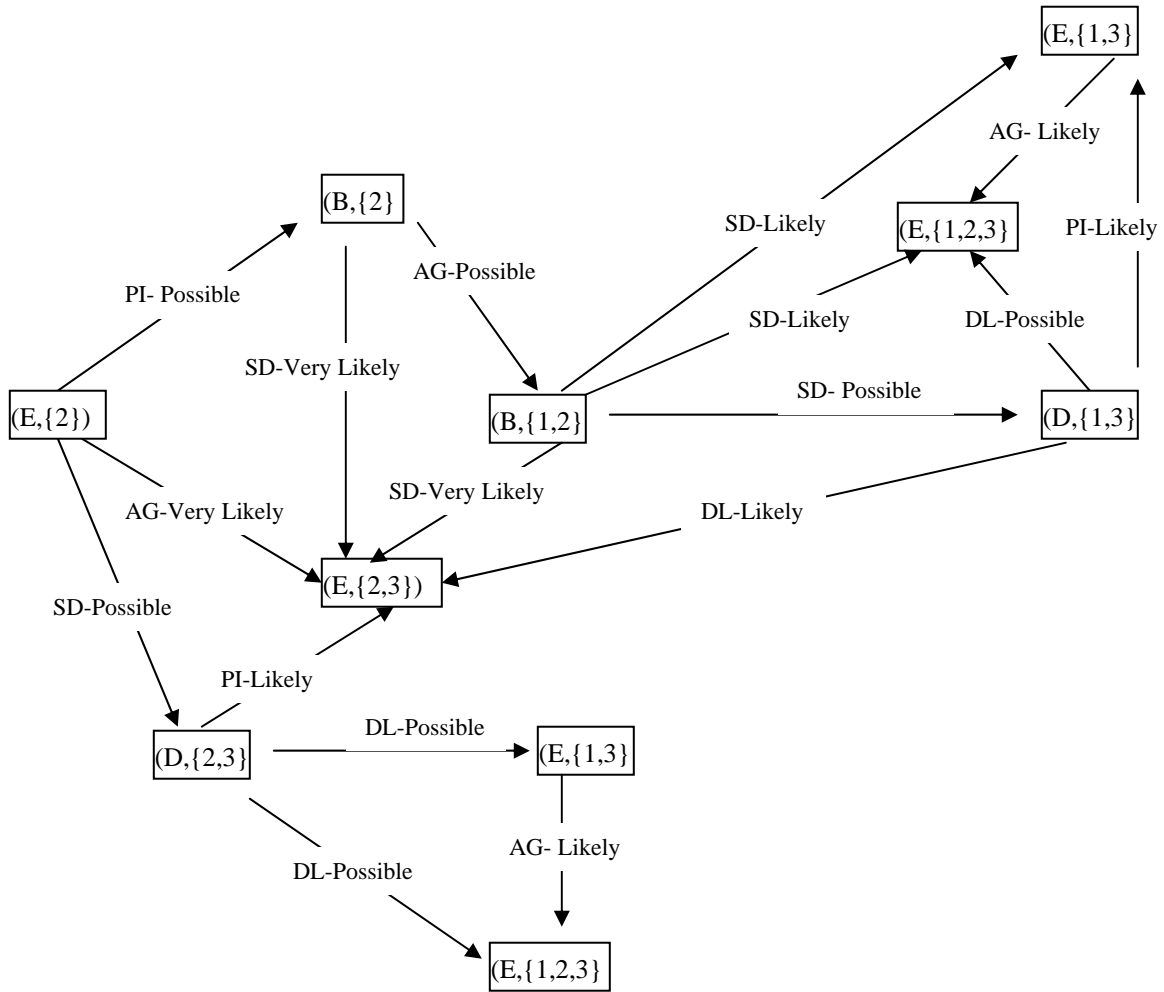 (E,{1,3}
AG- Likely
(B,{2}
SD-Likely
(E,{1,2,3}
PI-Likely
AG-Possible
PI- Possible
SD-Likely
DL-Possible
SD-Very Likely
SD- Possible
(E,{2})
(B,{1,2}
(D,{1,3}
SD-Very Likely
AG-Very Likely
DL-Likely
(E,{2,3})
SD-Possible
PI-Likely
DL-Possible
(D,{2,3}
(E,{1,3}
AG- Likely
DL-Possible
(E,{1,2,3}